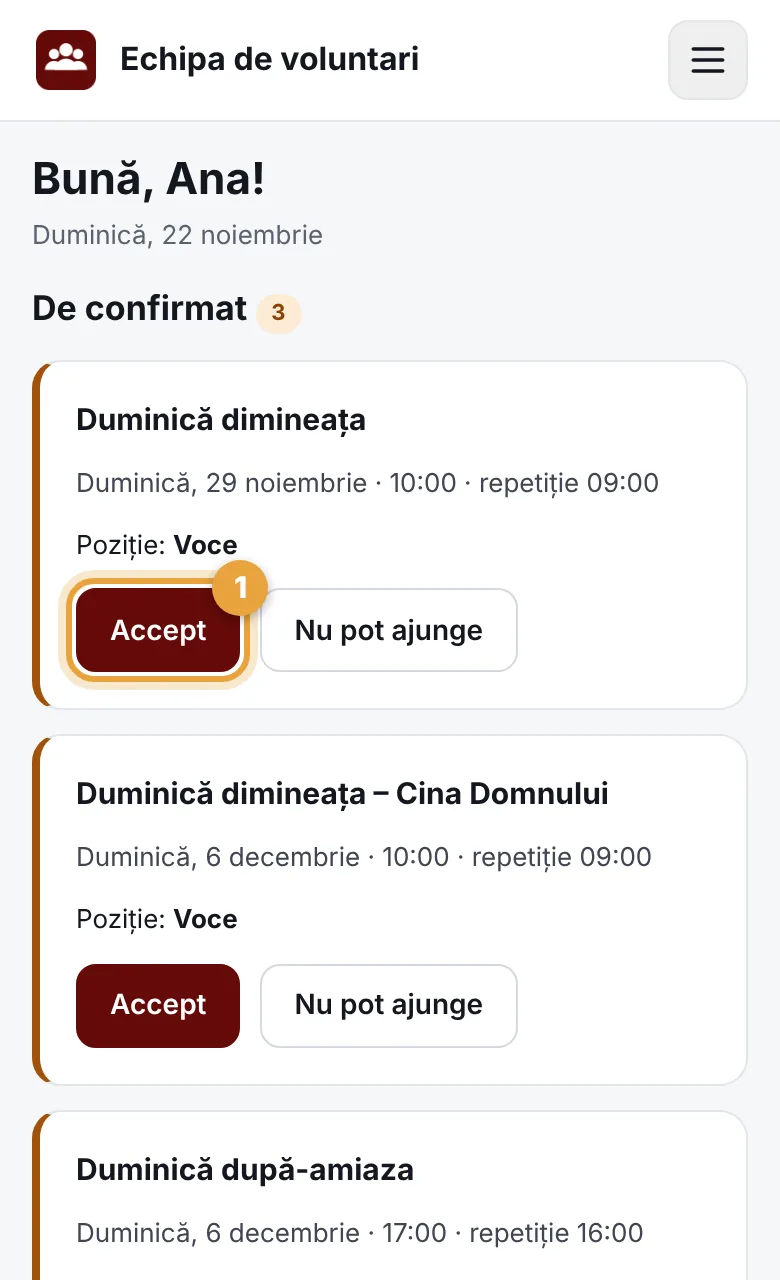 Echipa de voluntari
Bună, Ana!
Duminică, 22 noiembrie
De confirmat 3
Duminică dimineața
Duminică, 29 noiembrie · 10:00 · repetiție 09:00
Poziție: Voce
1
Accept
Nu pot ajunge
Duminică dimineața – Cina Domnului
Duminică, 6 decembrie · 10:00 · repetiție 09:00
Poziție: Voce
Accept
Nu pot ajunge
Duminică după-amiaza
Duminică, 6 decembrie · 17:00 · repetiție 16:00